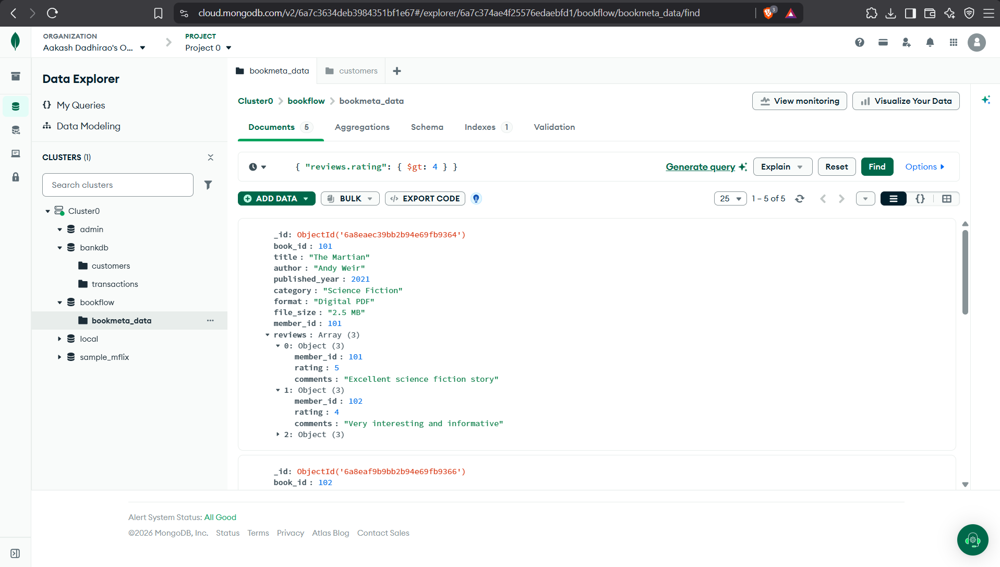 cloud.mongodb.com/v2/6a7c3634deb3984351bf1e67#/explorer/6a7c374ae4f25576edaebfd1/bookflow/bookmeta_data/find
3
ORGANIZATION
Aakash Dadhirao's O...
PROJECT
Project 0
Data Explorer
My Queries
Data Modeling
CLUSTERS (1)
Search clusters
Cluster0
admin
bankdb
customers
transactions
bookflow
bookmeta_data
local
sample_mflix
bookmeta_data
customers
Cluster0 > bookflow > bookmeta_data
View monitoring
Visualize Your Data
Documents 5
Aggregations
Schema
Indexes 1
Validation
{ "reviews.rating": { $gt: 4 } }
Generate query
Explain
Reset
Find
Options
ADD DATA
BULK
EXPORT CODE
25
1 – 5 of 5
_id: ObjectId('6a8eaec39bb2b94e69fb9364')
book_id : 101
title : "The Martian"
author : "Andy Weir"
published_year : 2021
category : "Science Fiction"
format : "Digital PDF"
file_size : "2.5 MB"
member_id : 101
reviews : Array (3)
0: Object (3)
member_id : 101
rating : 5
comments : "Excellent science fiction story"
1: Object (3)
member_id : 102
rating : 4
comments : "Very interesting and informative"
2: Object (3)
_id: ObjectId('6a8eaf9b9bb2b94e69fb9366')
book_id : 102
Alert System Status: All Good
©2026 MongoDB, Inc. Status Terms Privacy Atlas Blog Contact Sales